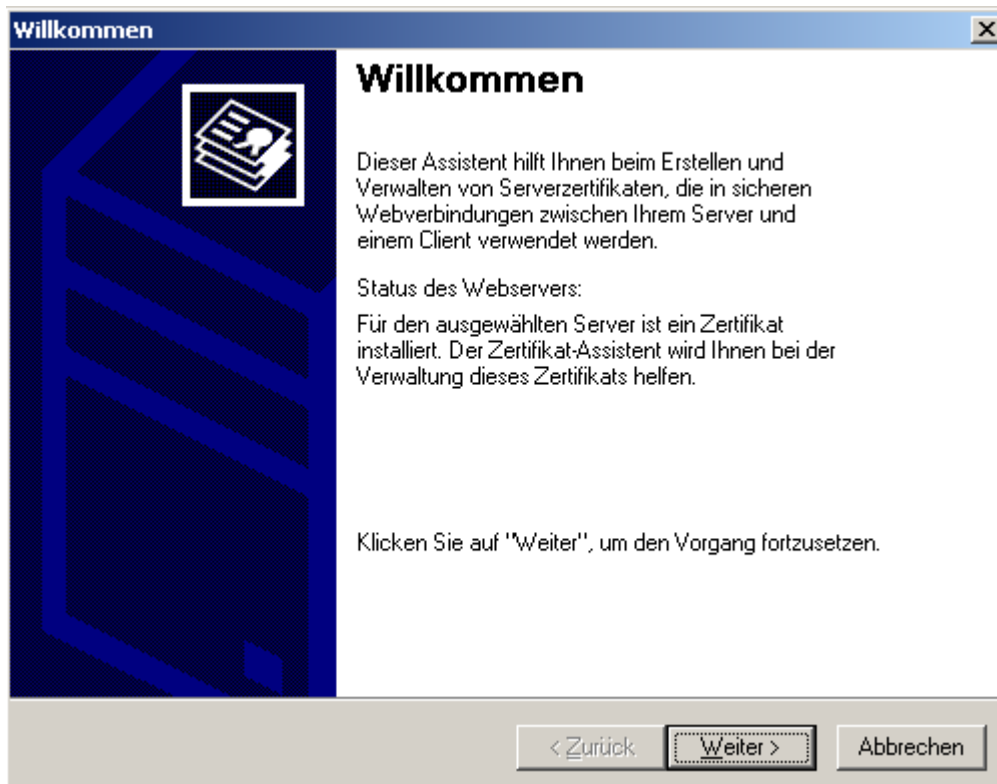 Willkommen
Willkommen
Dieser Assistent hilft Ihnen beim Erstellen und
Verwalten von Serverzertifikaten, die in sicheren
Webverbindungen zwischen Ihrem Server und
einem Client verwendet werden.
Status des Webservers:
Für den ausgewählten Server ist ein Zertifikat
installiert. Der Zertifikat-Assistent wird Ihnen bei der
Verwaltung dieses Zertifikats helfen.
Klicken Sie auf "Weiter", um den Vorgang fortzusetzen.
< Zurück Weiter > Abbrechen